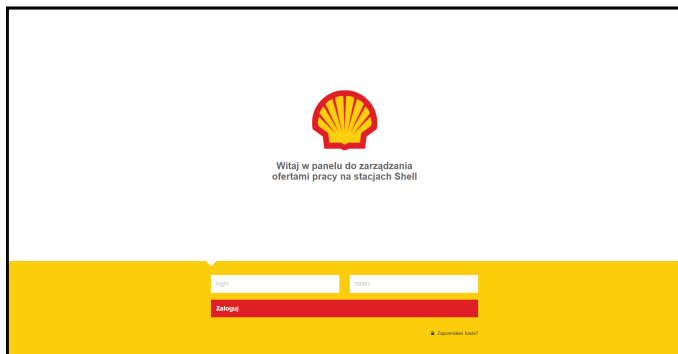 Witaj w panelu do zarządzania
ofertami pracy na stacjach Shell
login
hasło
Zaloguj
Zapomniałeś hasła?